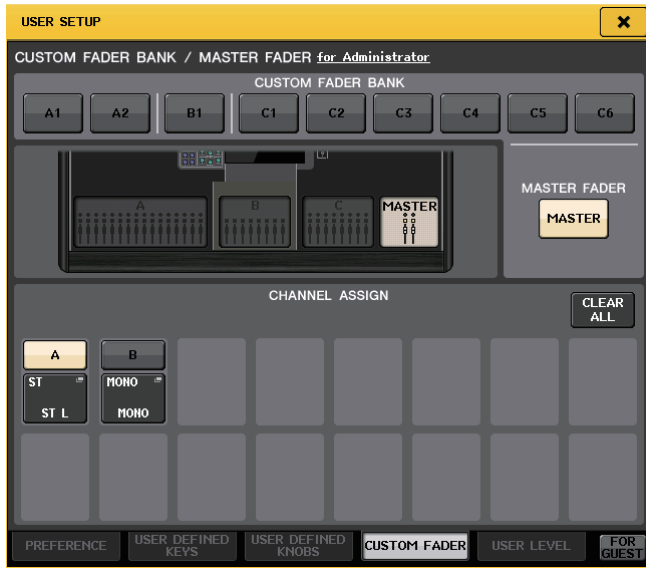 USER SETUP
CUSTOM FADER BANK / MASTER FADER for Administrator
CUSTOM FADER BANK
A1 A2 B1 C1 C2 C3 C4 C5 C6
A B C MASTER
MASTER FADER
MASTER
CHANNEL ASSIGN
CLEAR ALL
A B
ST MONO
ST L MONO
PREFERENCE USER DEFINED KEYS USER DEFINED KNOBS CUSTOM FADER USER LEVEL FOR GUEST